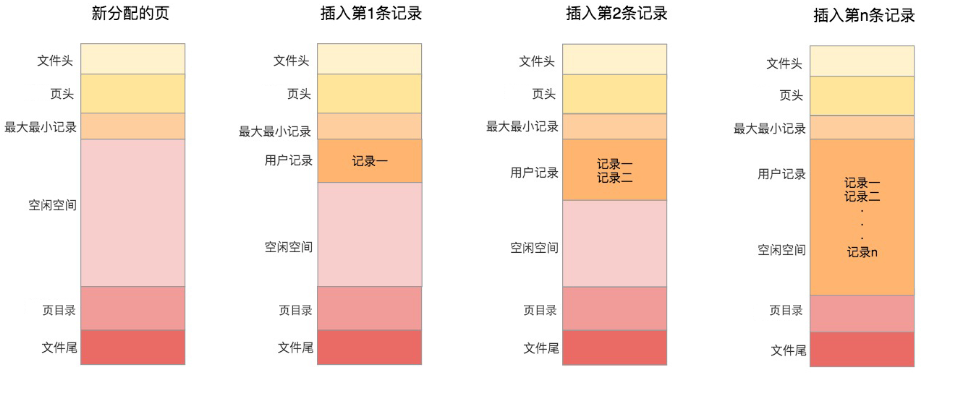 新分配的页
文件头
页头
最大最小记录
空闲空间
页目录
文件尾
插入第1条记录
文件头
页头
最大最小记录
用户记录
记录一
空闲空间
页目录
文件尾
插入第2条记录
文件头
页头
最大最小记录
用户记录
记录一
记录二
空闲空间
页目录
文件尾
插入第n条记录
文件头
页头
最大最小记录
用户记录
记录一
记录二
.
.
.
记录n
空闲空间
页目录
文件尾